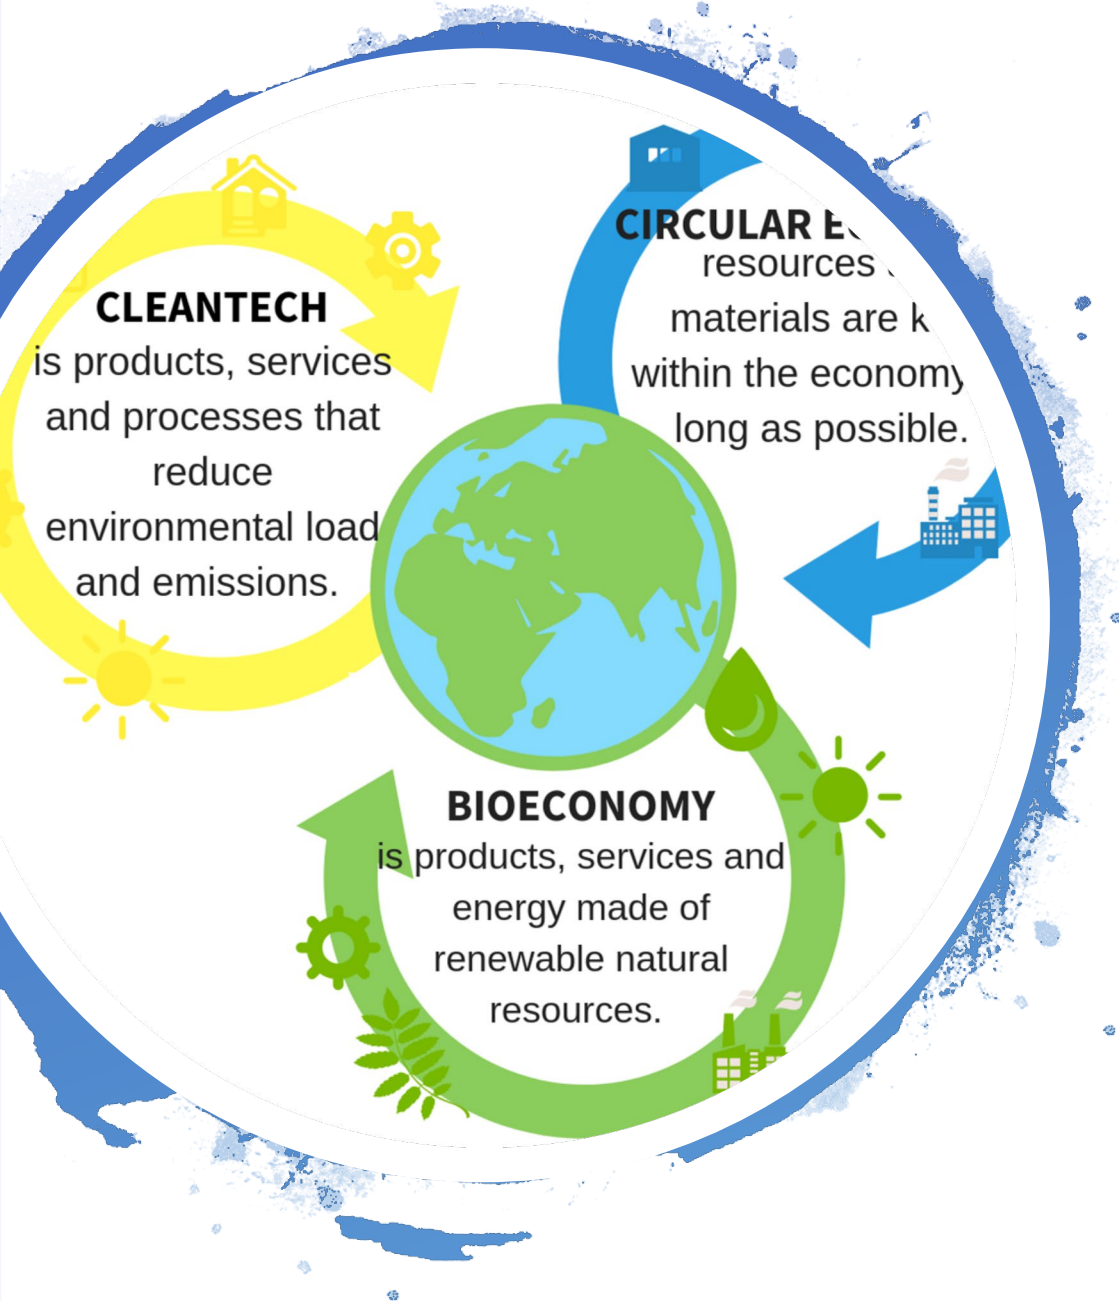 CLEANTECH
is products, services
and processes that
reduce
environmental load
and emissions.
CIRCULAR
resources
materials are
within the economy
long as possible.
BIOECONOMY
is products, services and
energy made of
renewable natural
resources.